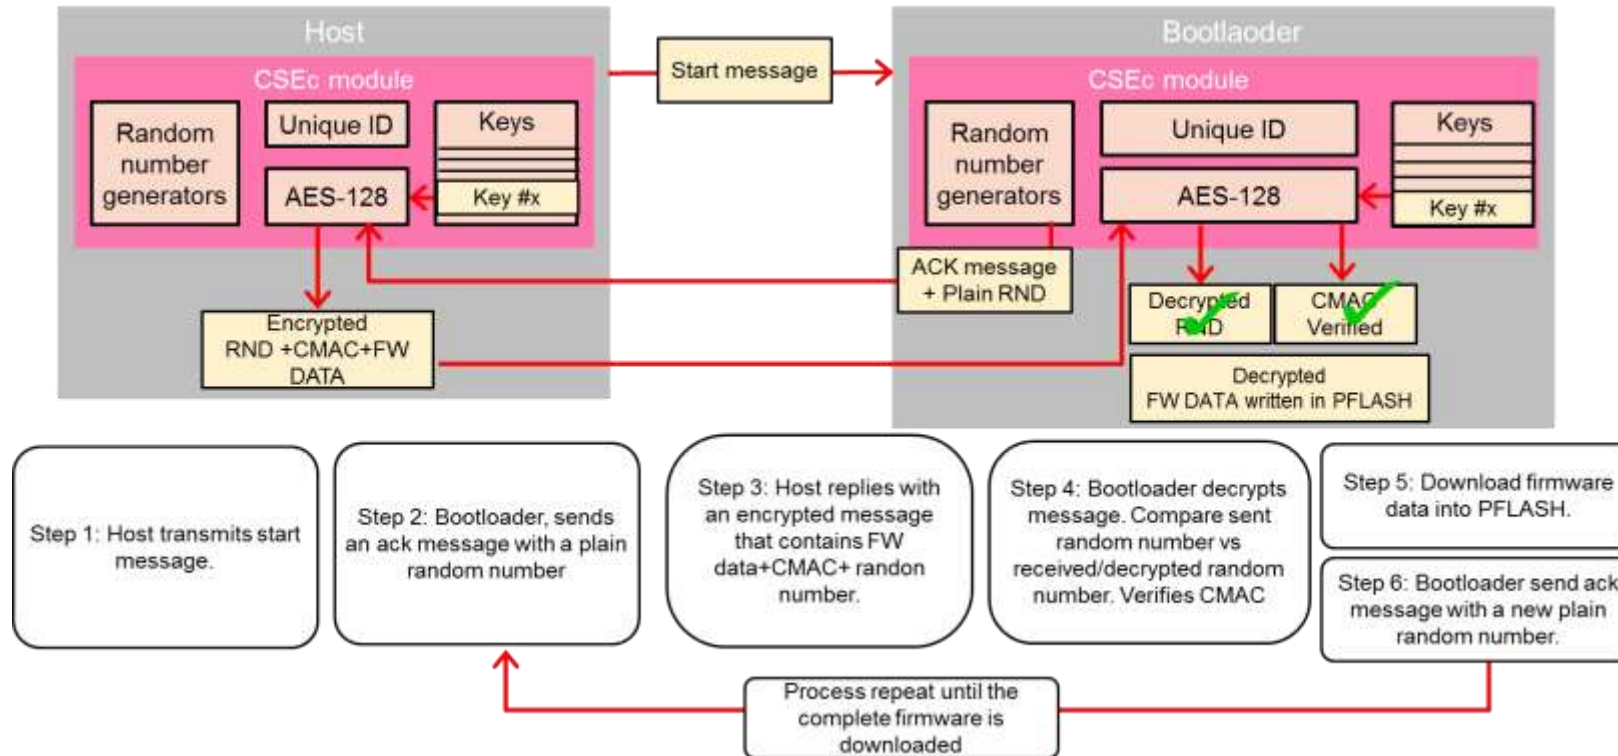 Host
CSEc module
Random
number
generators
Unique ID
AES-128
Keys
Key #x
Encrypted
RND +CMAC+FW
DATA
Start message
Bootlaoder
CSEc module
Random
number
generators
Unique ID
AES-128
Keys
Key #x
ACK message
+ Plain RND
Decrypted
RND
CMAC
Verified
Decrypted
FW DATA written in PFLASH
Step 1: Host transmits start
message.
Step 2: Bootloader, sends
an ack message with a plain
random number
Step 3: Host replies with
an encrypted message
that contains FW
data+CMAC+ randon
number.
Step 4: Bootloader decrypts
message. Compare sent
random number vs
received/decrypted random
number. Verifies CMAC
Step 5: Download firmware
data into PFLASH.
Step 6: Bootloader send ack
message with a new plain
random number.
Process repeat until the
complete firmware is
downloaded